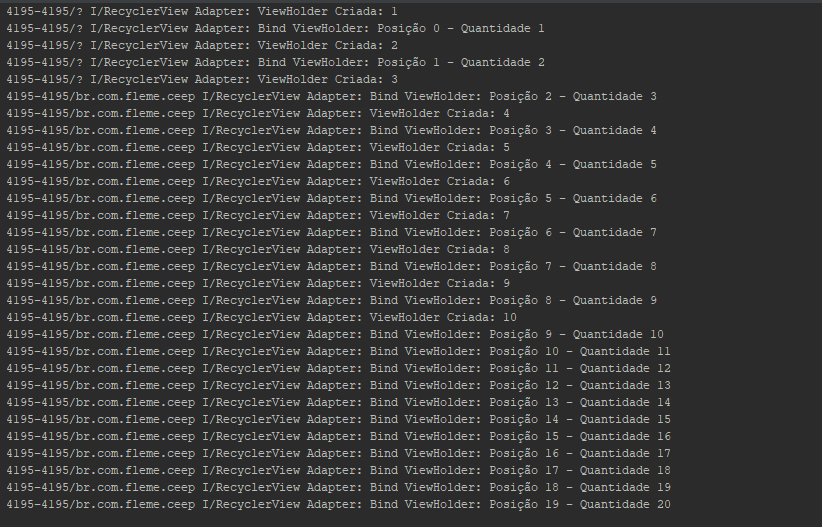 4195-4195/? I/RecyclerView Adapter: ViewHolder Criada: 1
4195-4195/? I/RecyclerView Adapter: Bind ViewHolder: Posição 0 - Quantidade 1
4195-4195/? I/RecyclerView Adapter: ViewHolder Criada: 2
4195-4195/? I/RecyclerView Adapter: Bind ViewHolder: Posição 1 - Quantidade 2
4195-4195/? I/RecyclerView Adapter: ViewHolder Criada: 3
4195-4195/br.com.fleme.ceep I/RecyclerView Adapter: Bind ViewHolder: Posição 2 - Quantidade 3
4195-4195/br.com.fleme.ceep I/RecyclerView Adapter: ViewHolder Criada: 4
4195-4195/br.com.fleme.ceep I/RecyclerView Adapter: Bind ViewHolder: Posição 3 - Quantidade 4
4195-4195/br.com.fleme.ceep I/RecyclerView Adapter: ViewHolder Criada: 5
4195-4195/br.com.fleme.ceep I/RecyclerView Adapter: Bind ViewHolder: Posição 4 - Quantidade 5
4195-4195/br.com.fleme.ceep I/RecyclerView Adapter: ViewHolder Criada: 6
4195-4195/br.com.fleme.ceep I/RecyclerView Adapter: Bind ViewHolder: Posição 5 - Quantidade 6
4195-4195/br.com.fleme.ceep I/RecyclerView Adapter: ViewHolder Criada: 7
4195-4195/br.com.fleme.ceep I/RecyclerView Adapter: Bind ViewHolder: Posição 6 - Quantidade 7
4195-4195/br.com.fleme.ceep I/RecyclerView Adapter: ViewHolder Criada: 8
4195-4195/br.com.fleme.ceep I/RecyclerView Adapter: Bind ViewHolder: Posição 7 - Quantidade 8
4195-4195/br.com.fleme.ceep I/RecyclerView Adapter: ViewHolder Criada: 9
4195-4195/br.com.fleme.ceep I/RecyclerView Adapter: Bind ViewHolder: Posição 8 - Quantidade 9
4195-4195/br.com.fleme.ceep I/RecyclerView Adapter: ViewHolder Criada: 10
4195-4195/br.com.fleme.ceep I/RecyclerView Adapter: Bind ViewHolder: Posição 9 - Quantidade 10
4195-4195/br.com.fleme.ceep I/RecyclerView Adapter: Bind ViewHolder: Posição 10 - Quantidade 11
4195-4195/br.com.fleme.ceep I/RecyclerView Adapter: Bind ViewHolder: Posição 11 - Quantidade 12
4195-4195/br.com.fleme.ceep I/RecyclerView Adapter: Bind ViewHolder: Posição 12 - Quantidade 13
4195-4195/br.com.fleme.ceep I/RecyclerView Adapter: Bind ViewHolder: Posição 13 - Quantidade 14
4195-4195/br.com.fleme.ceep I/RecyclerView Adapter: Bind ViewHolder: Posição 14 - Quantidade 15
4195-4195/br.com.fleme.ceep I/RecyclerView Adapter: Bind ViewHolder: Posição 15 - Quantidade 16
4195-4195/br.com.fleme.ceep I/RecyclerView Adapter: Bind ViewHolder: Posição 16 - Quantidade 17
4195-4195/br.com.fleme.ceep I/RecyclerView Adapter: Bind ViewHolder: Posição 17 - Quantidade 18
4195-4195/br.com.fleme.ceep I/RecyclerView Adapter: Bind ViewHolder: Posição 18 - Quantidade 19
4195-4195/br.com.fleme.ceep I/RecyclerView Adapter: Bind ViewHolder: Posição 19 - Quantidade 20